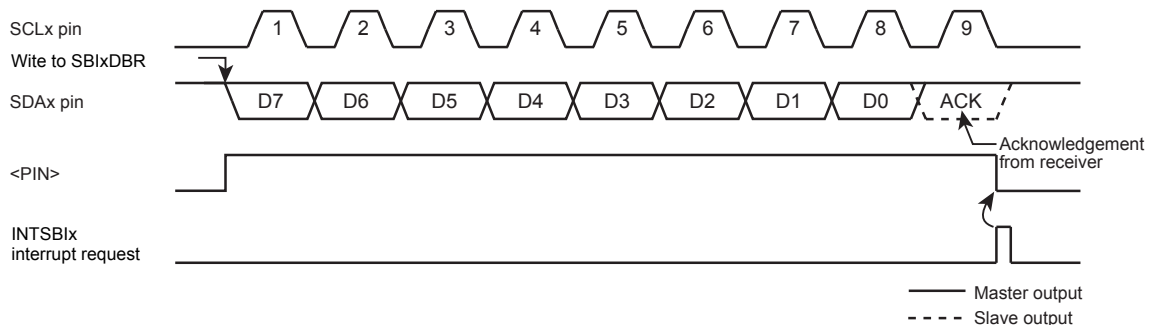 SCLx pin
1 2 3 4 5 6 7 8 9
Wite to SBIxDBR
SDAx pin
D7 D6 D5 D4 D3 D2 D1 D0 ACK
Acknowledgement
from receiver
<PIN>
INTSBIx
interrupt request
Master output
Slave output